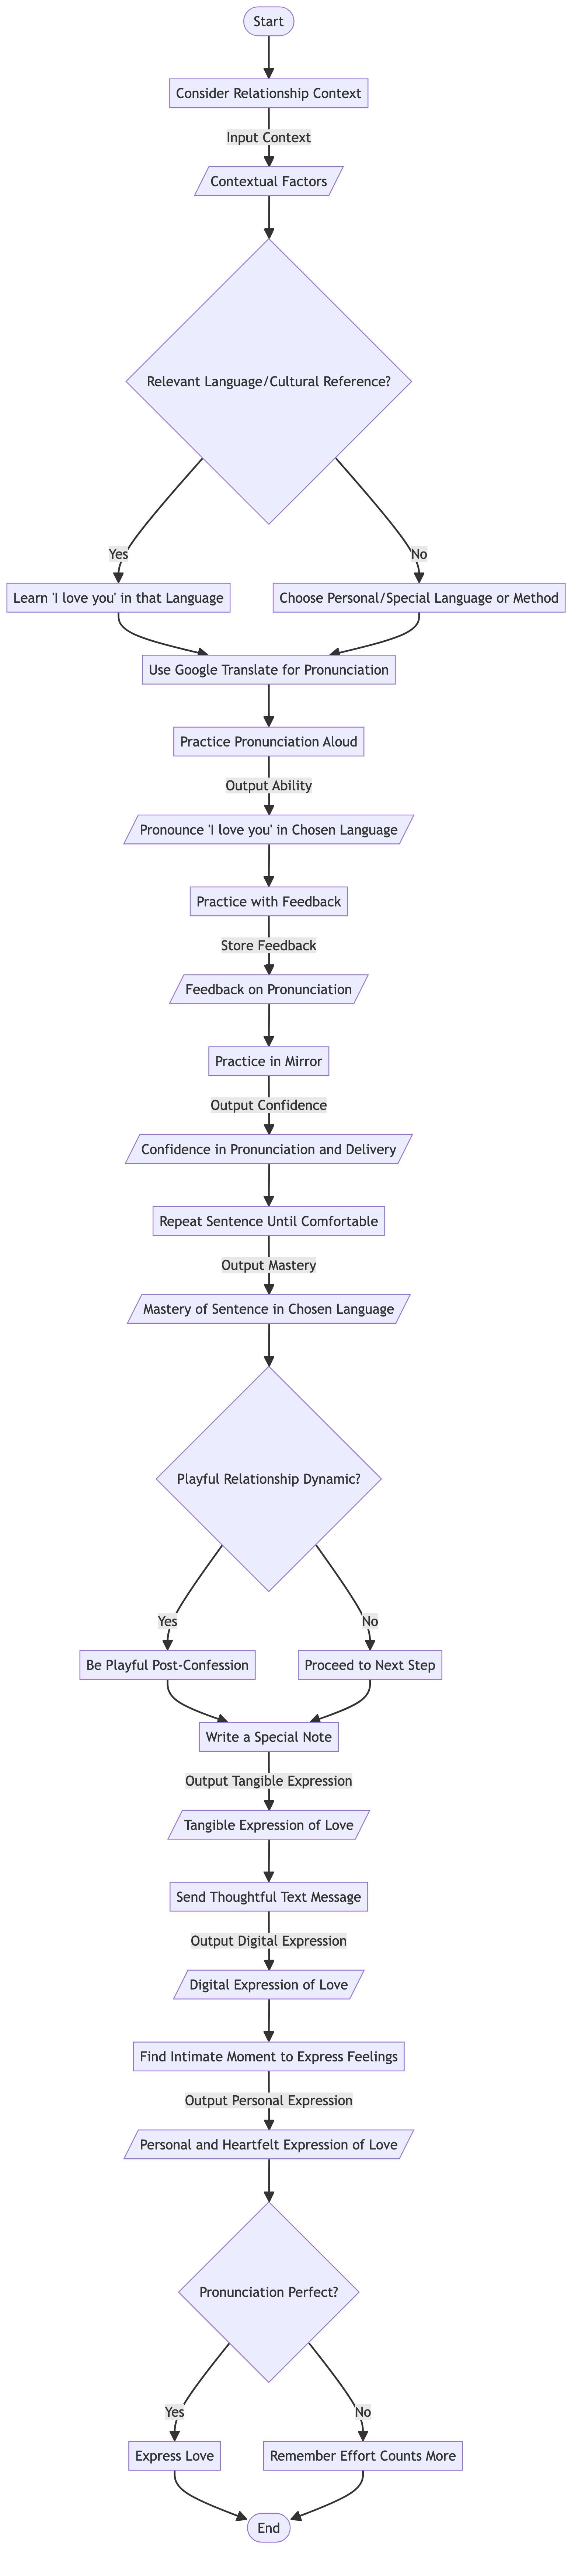 Start
Consider Relationship Context
Input Context
Contextual Factors
Relevant Language/Cultural Reference?
Yes
No
Learn 'I love you' in that Language
Choose Personal/Special Language or Method
Use Google Translate for Pronunciation
Practice Pronunciation Aloud
Output Ability
Pronounce 'I love you' in Chosen Language
Practice with Feedback
Store Feedback
Feedback on Pronunciation
Practice in Mirror
Output Confidence
Confidence in Pronunciation and Delivery
Repeat Sentence Until Comfortable
Output Mastery
Mastery of Sentence in Chosen Language
Playful Relationship Dynamic?
Yes
No
Be Playful Post-Confession
Proceed to Next Step
Write a Special Note
Output Tangible Expression
Tangible Expression of Love
Send Thoughtful Text Message
Output Digital Expression
Digital Expression of Love
Find Intimate Moment to Express Feelings
Output Personal Expression
Personal and Heartfelt Expression of Love
Pronunciation Perfect?
Yes
No
Express Love
Remember Effort Counts More
End